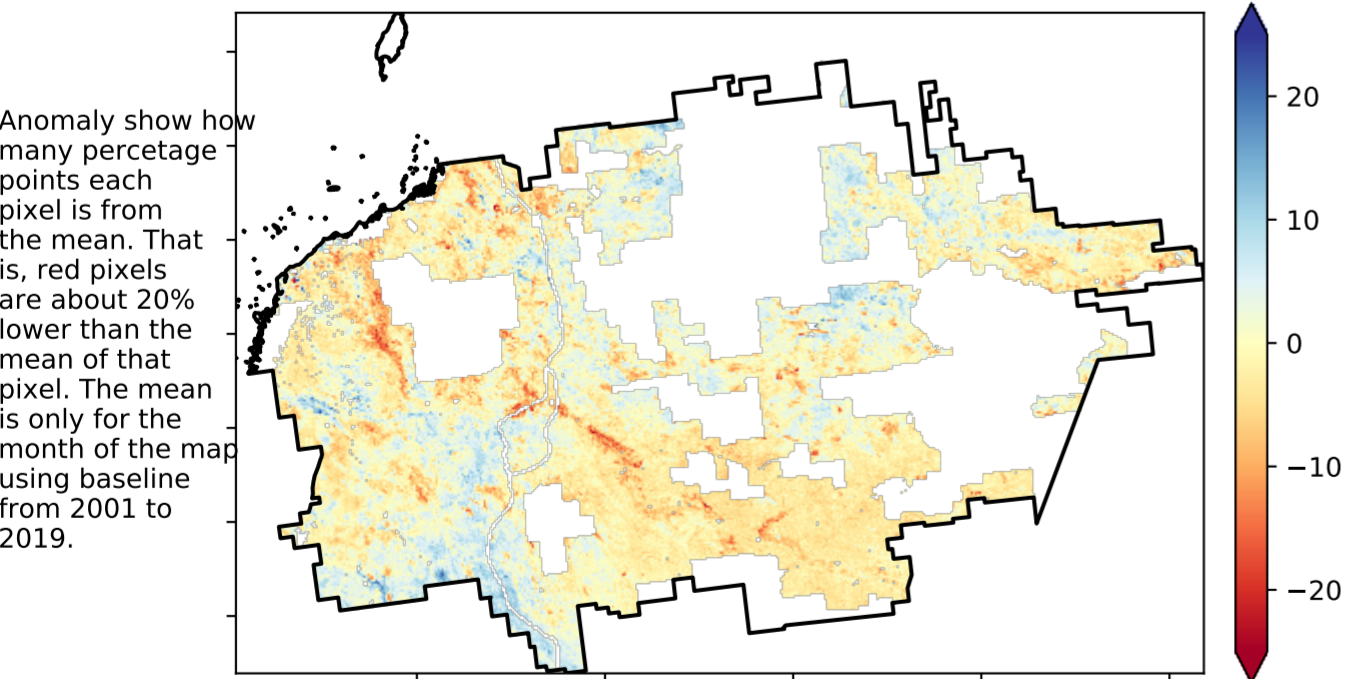 Anomaly show how
many percetage
points each
pixel is from
the mean. That
is, red pixels
are about 20%
lower than the
mean of that
pixel. The mean
is only for the
month of the map
using baseline
from 2001 to
2019.
20
10
0
−10
−20